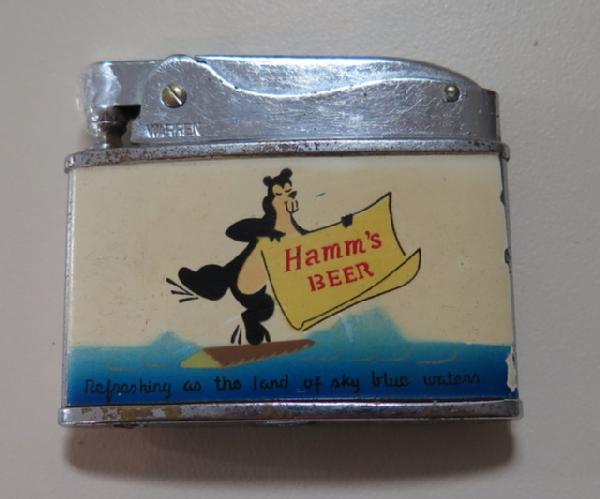 WARREN
Hamm's
BEER
Refreshing as the land of sky blue waters